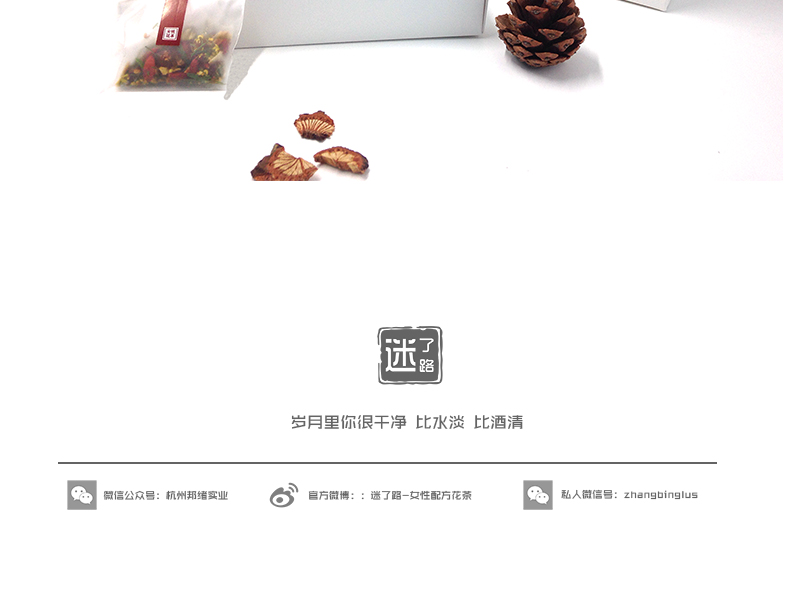 迷了路
岁月里你很干净 比水淡 比酒清
微信公众号：杭州邦绪实业
官方微博：：迷了路-女性配方花茶
私人微信号：zhangbinglus